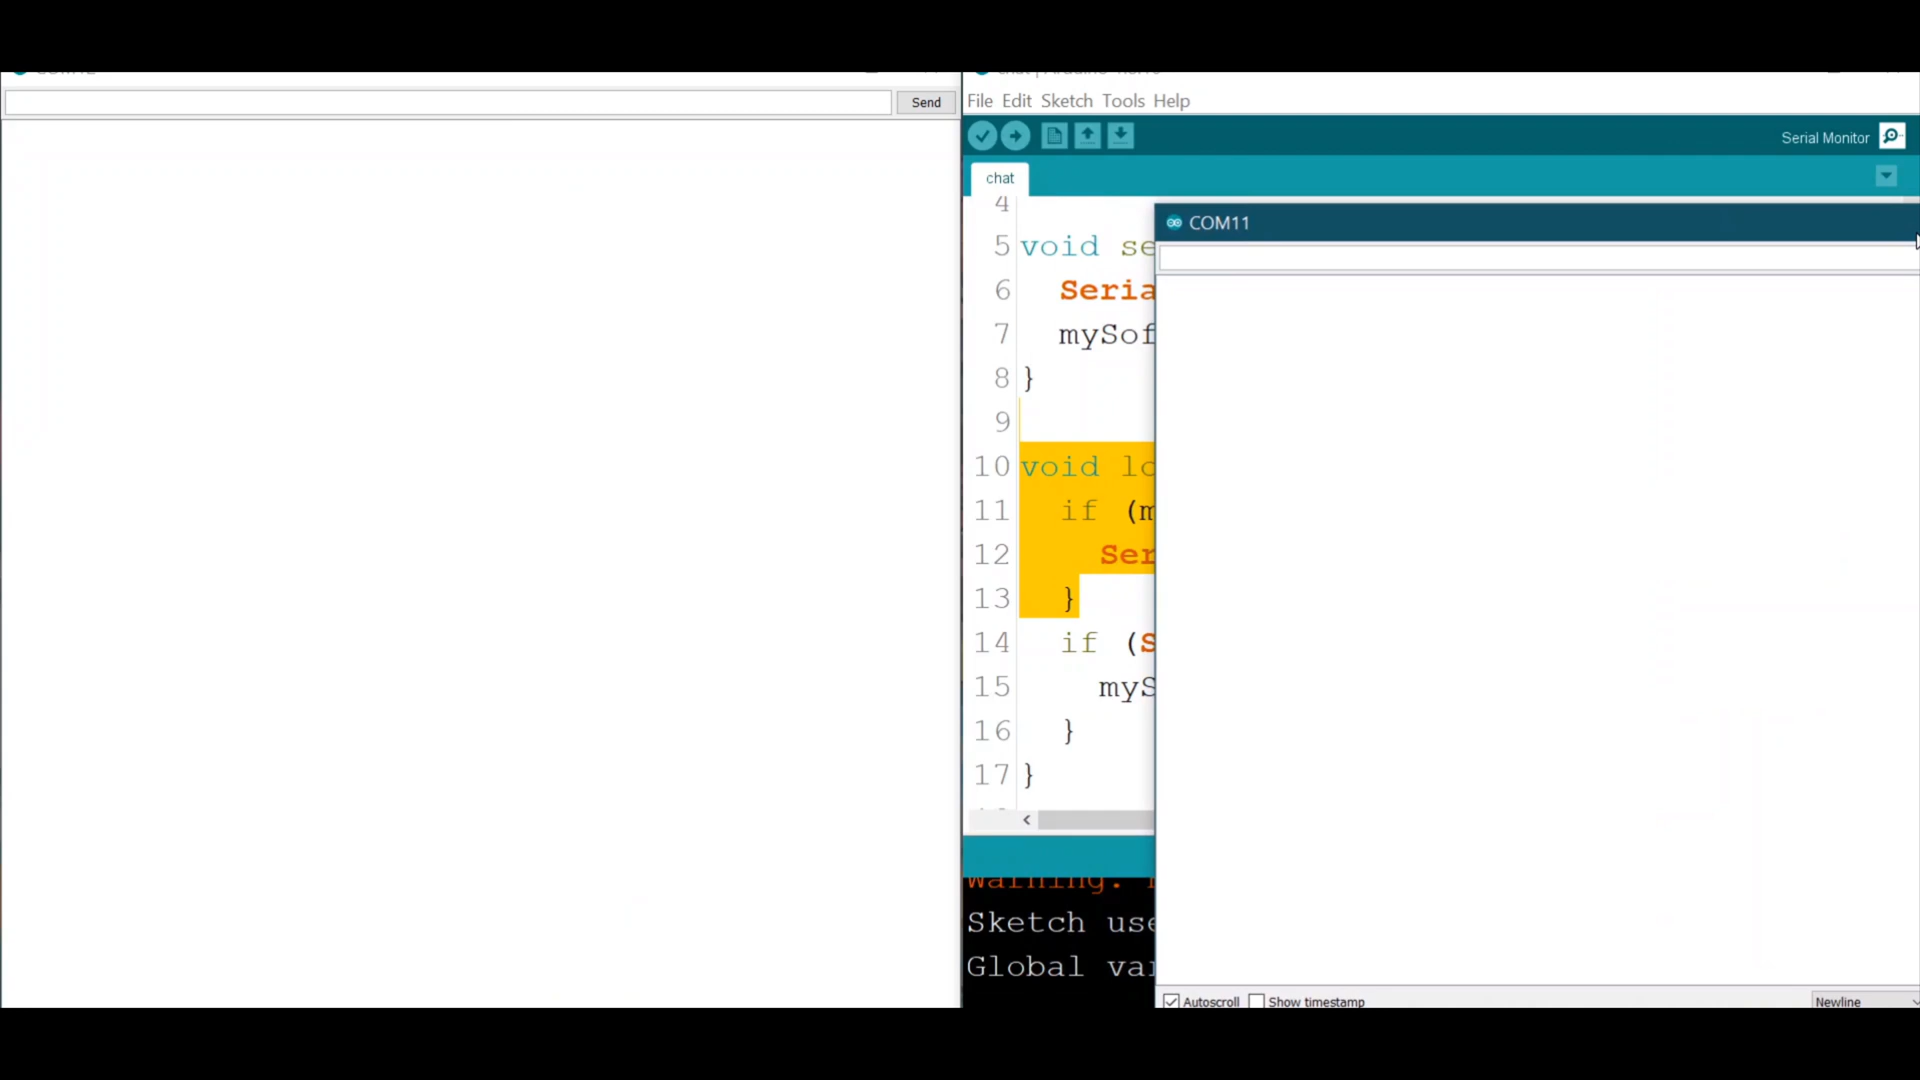 Send
File Edit Sketch Tools Help
Serial Monitor
chat
COM11
4
5 void se
6 Seria
7 mySof
8 }
9
10 void lo
11 if (m
12 Ser
13 }
14 if (S
15 myS
16 }
17 }
Warning:
Sketch use
Global va
Autoscroll Show timestamp
Newline